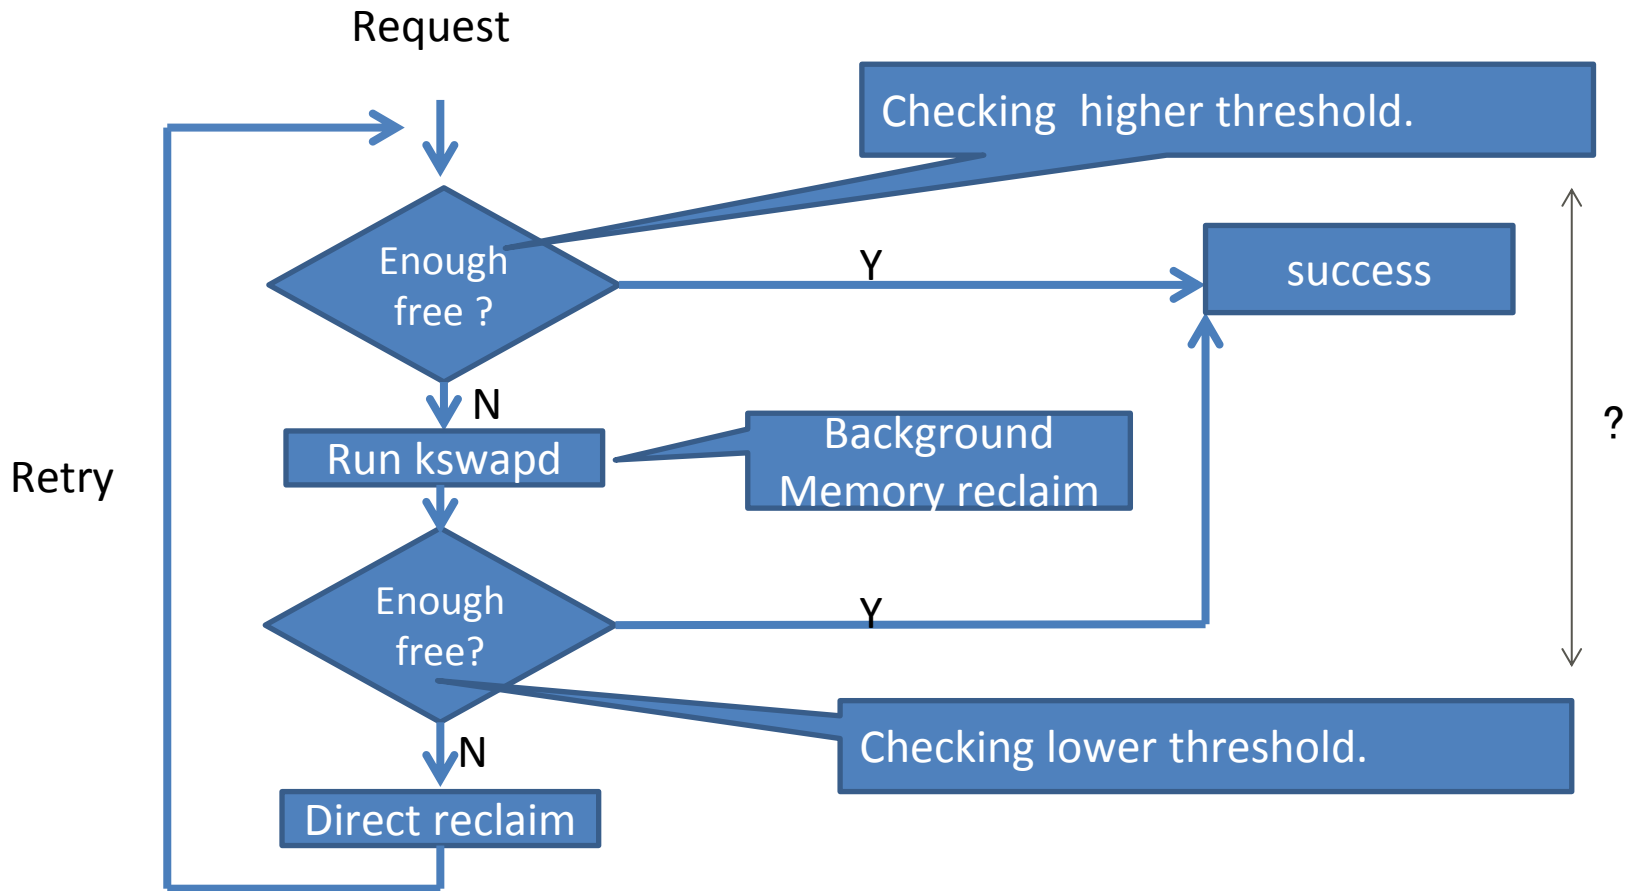 Request
Checking  higher threshold.
Enough
free ?
Y
success
N
Run kswapd
Background
Memory reclaim
?
Retry
Enough
free?
Y
N
Checking lower threshold.
Direct reclaim